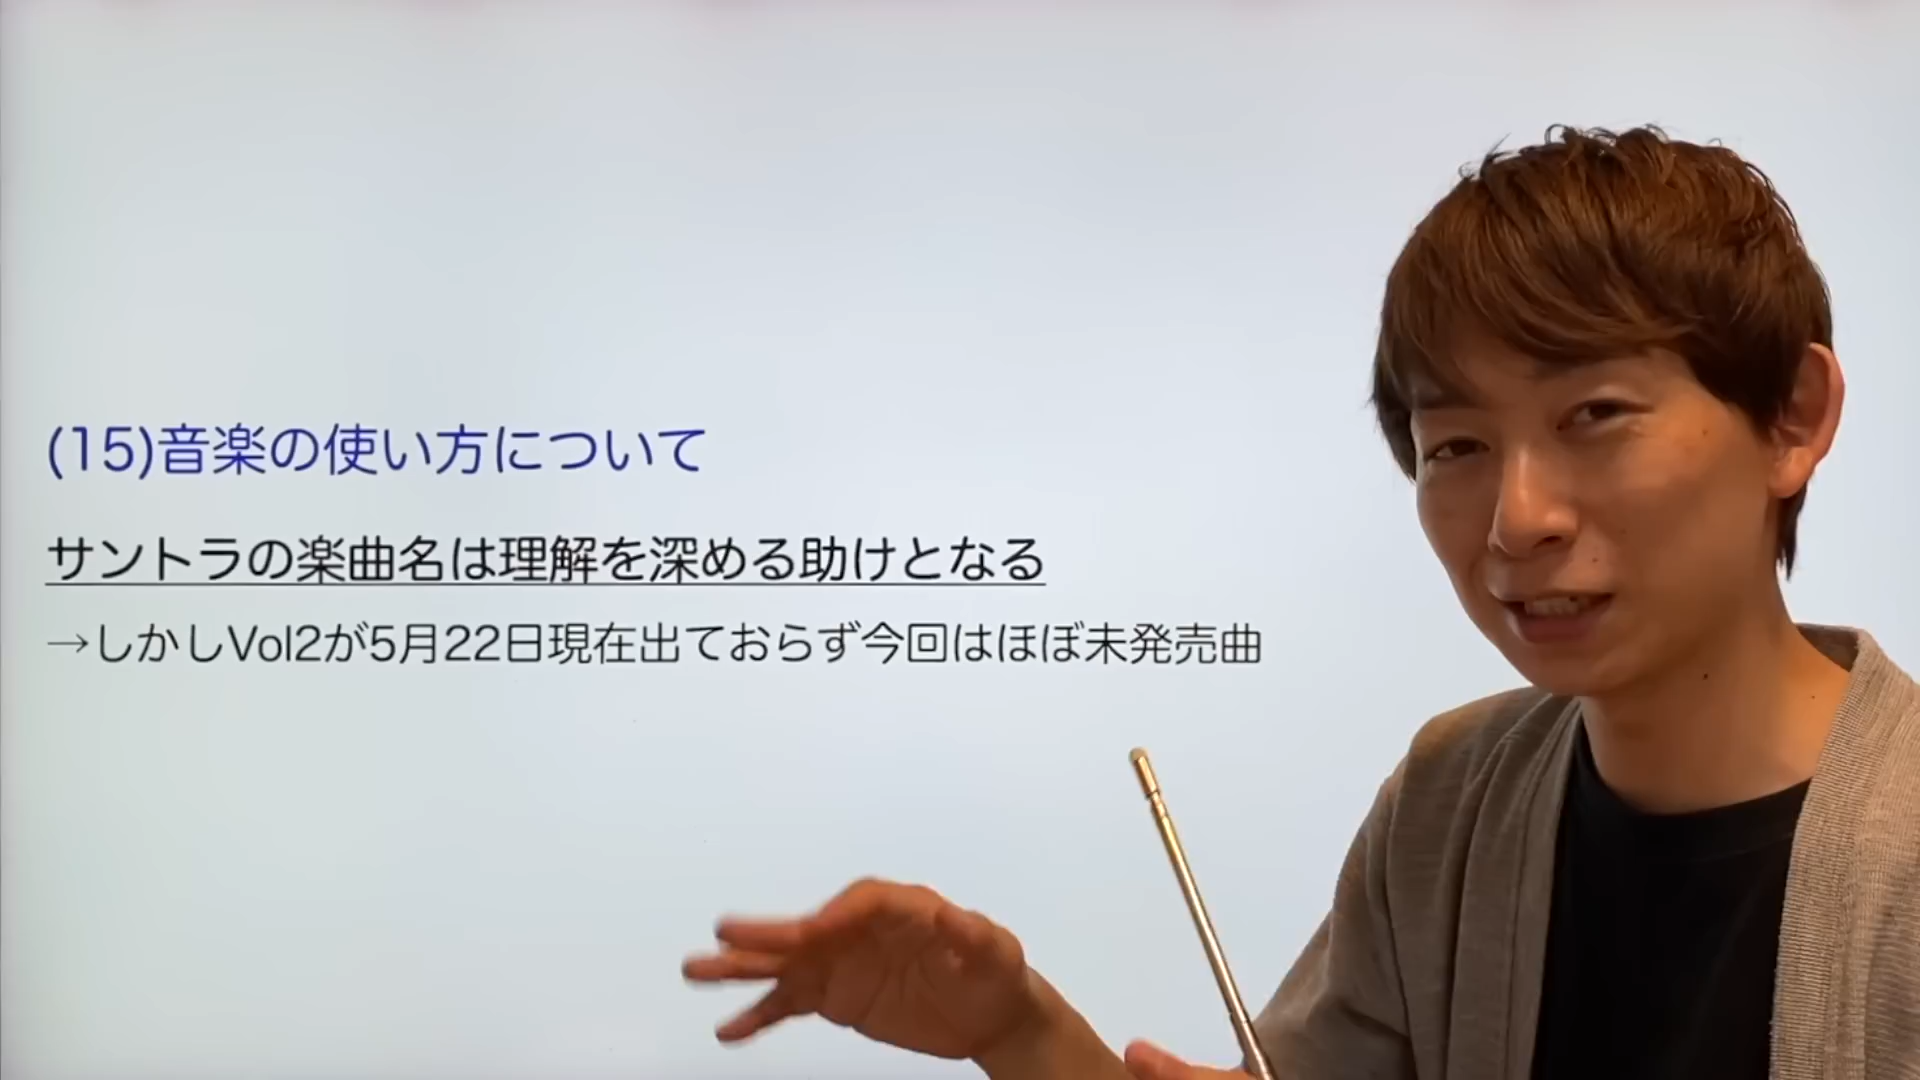 (15)音楽の使い方について
サントラの楽曲名は理解を深める助けとなる
→しかしVol2が5月22日現在出ておらず今回はほぼ未発売曲